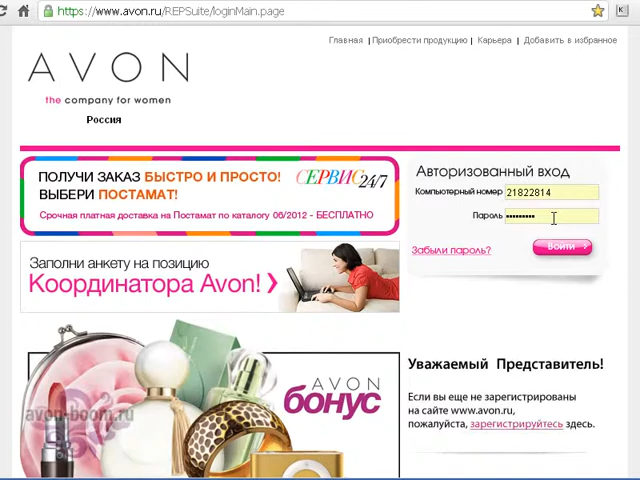 https://www.avon.ru/REPSuite/loginMain.page
Главная | Приобрести продукцию | Карьера | Добавить в избранное
AVON
the company for women
Россия
ПОЛУЧИ ЗАКАЗ БЫСТРО И ПРОСТО!
ВЫБЕРИ ПОСТАМАТ!
СЕРВИС 24/7
Срочная платная доставка на Постамат по каталогу 06/2012 - БЕСПЛАТНО
Авторизованный вход
Компьютерный номер 21822814
Пароль •••••••••
Забыли пароль?
Войти
Заполни анкету на позицию
Координатора Avon!
AVON
бонус
avon-boom.ru
Уважаемый Представитель!
Если вы еще не зарегистрированы
на сайте www.avon.ru,
пожалуйста, зарегистрируйтесь здесь.